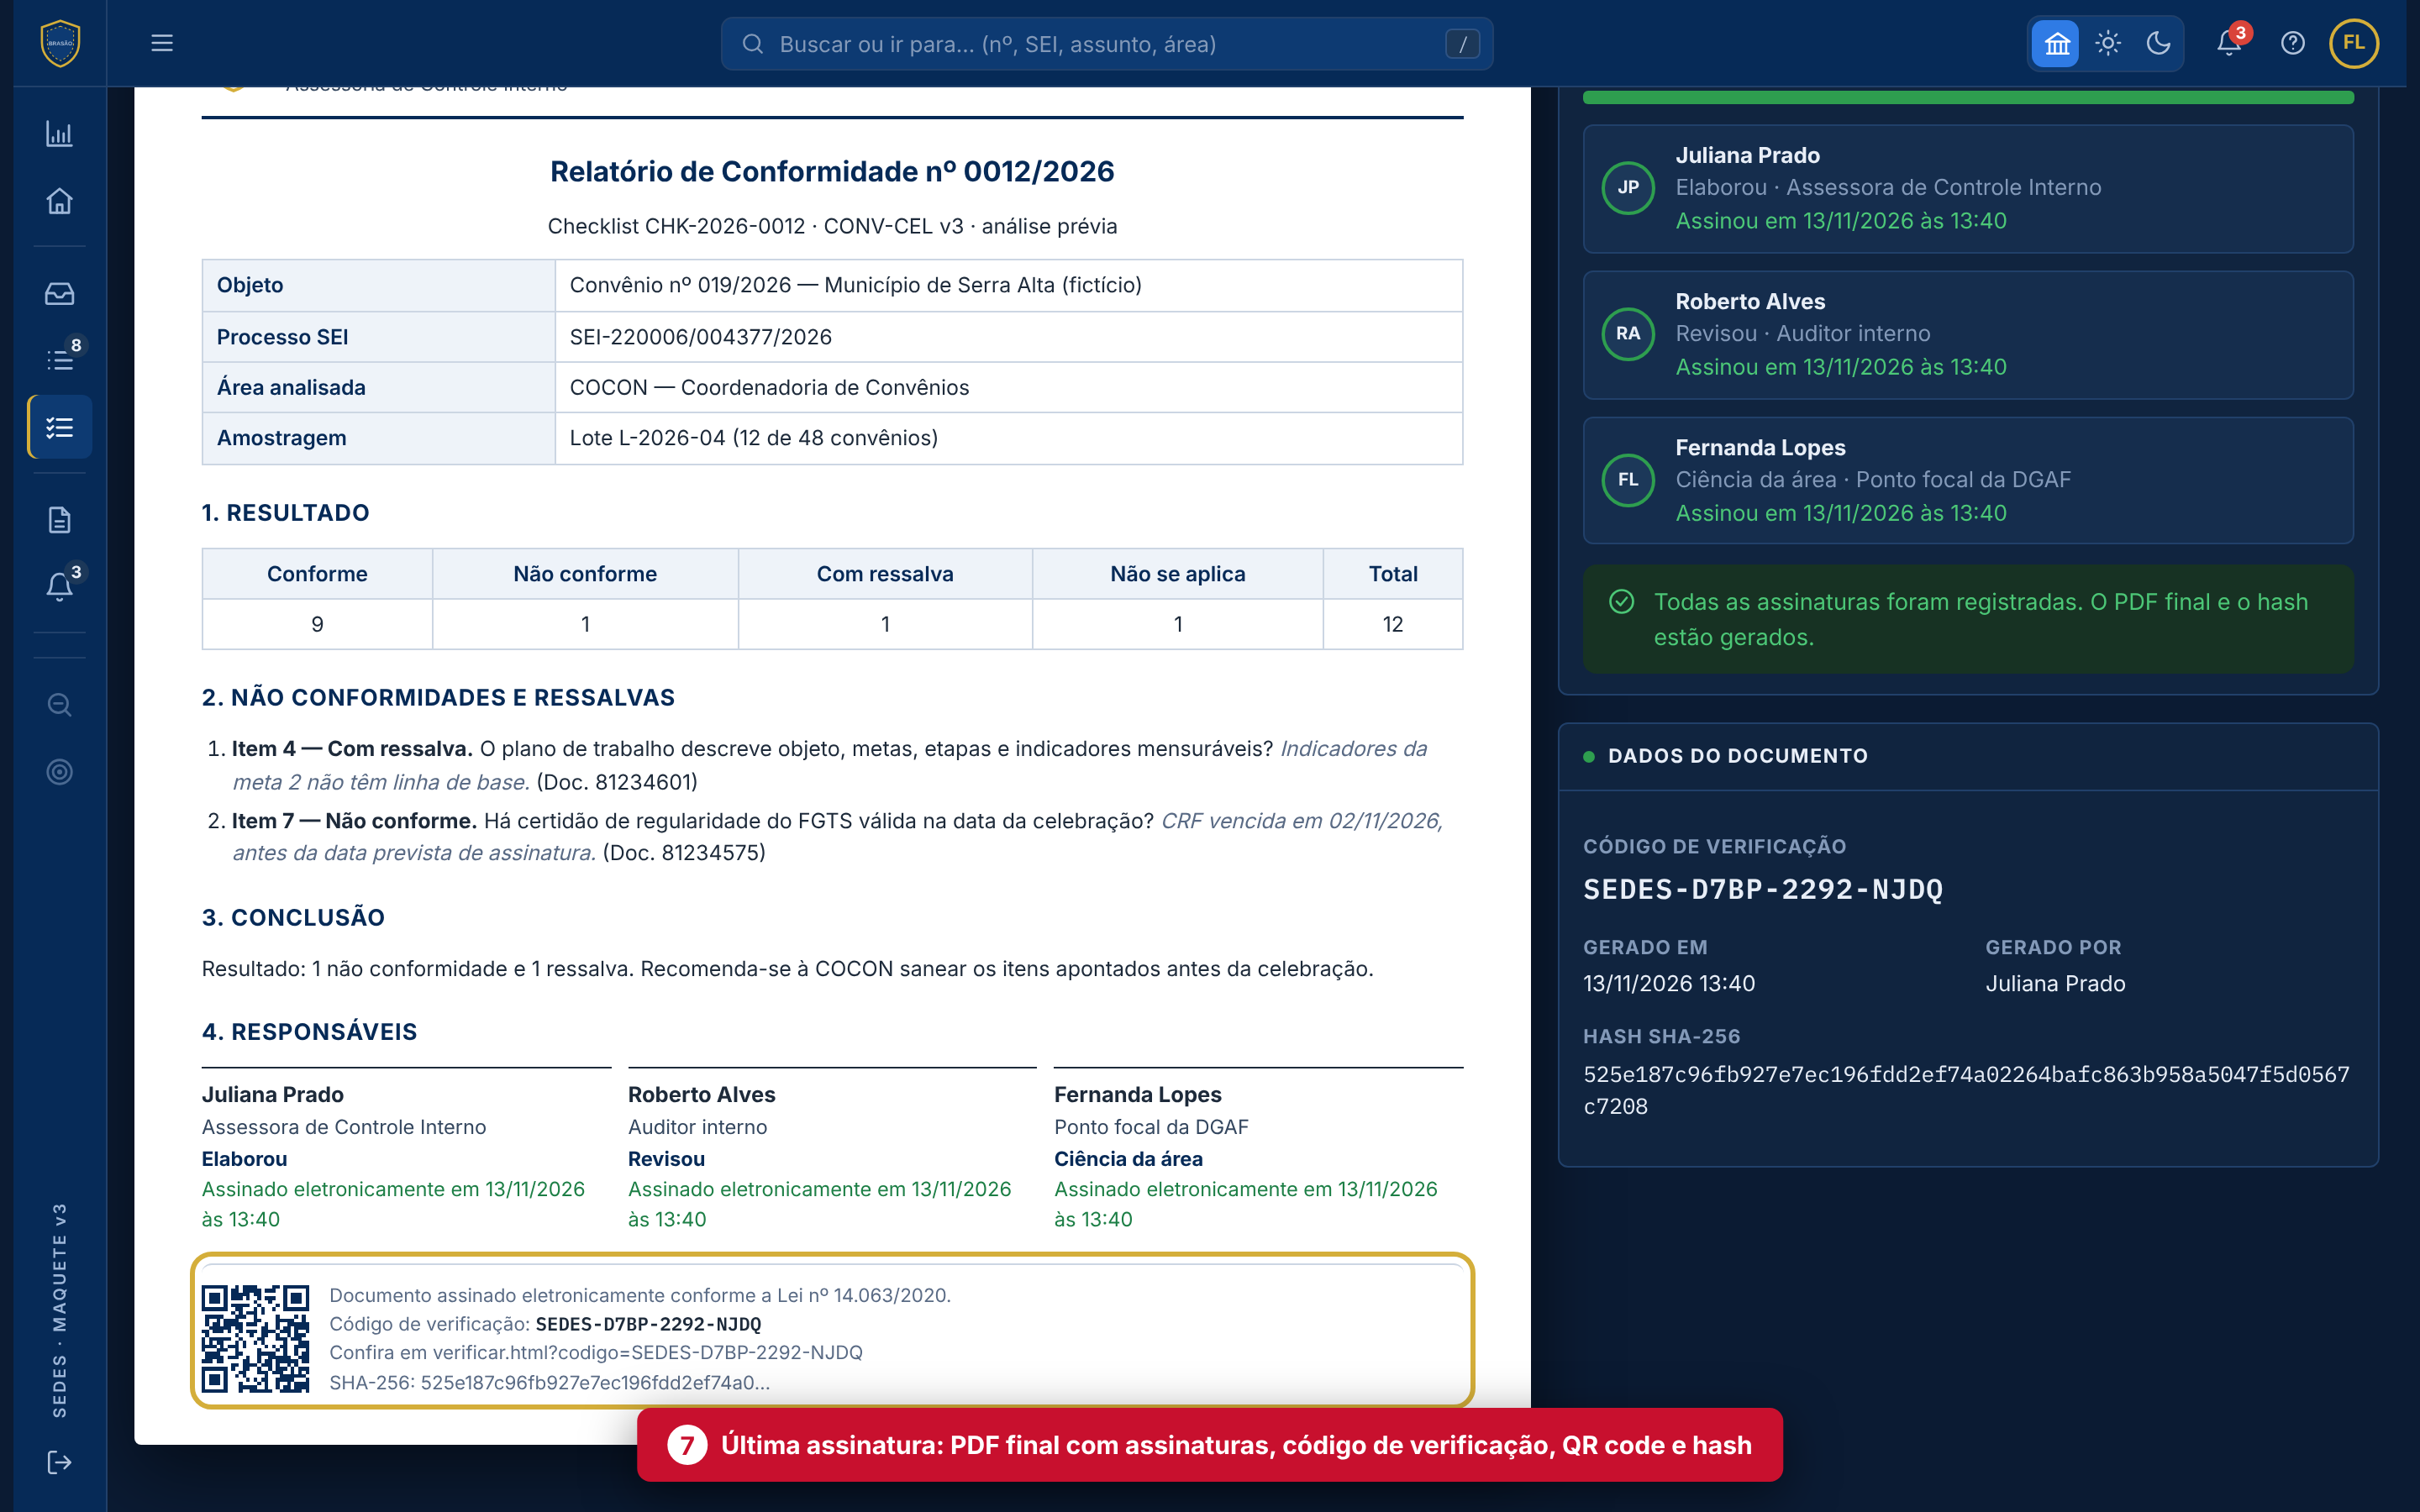 BRASÃO
Buscar ou ir para... (nº, SEI, assunto, área)
/
3
FL
8
3
SEDES · MAQUETE v3
Assessoria de Controle Interno
Relatório de Conformidade nº 0012/2026
Checklist CHK-2026-0012 · CONV-CEL v3 · análise prévia
Objeto Convênio nº 019/2026 — Município de Serra Alta (fictício)
Processo SEI SEI-220006/004377/2026
Área analisada COCON — Coordenadoria de Convênios
Amostragem Lote L-2026-04 (12 de 48 convênios)
1. RESULTADO
Conforme Não conforme Com ressalva Não se aplica Total
9 1 1 1 12
2. NÃO CONFORMIDADES E RESSALVAS
1. Item 4 — Com ressalva. O plano de trabalho descreve objeto, metas, etapas e indicadores mensuráveis? Indicadores da
meta 2 não têm linha de base. (Doc. 81234601)
2. Item 7 — Não conforme. Há certidão de regularidade do FGTS válida na data da celebração? CRF vencida em 02/11/2026,
antes da data prevista de assinatura. (Doc. 81234575)
3. CONCLUSÃO
Resultado: 1 não conformidade e 1 ressalva. Recomenda-se à COCON sanear os itens apontados antes da celebração.
4. RESPONSÁVEIS
Juliana Prado
Assessora de Controle Interno
Elaborou
Assinado eletronicamente em 13/11/2026
às 13:40
Roberto Alves
Auditor interno
Revisou
Assinado eletronicamente em 13/11/2026
às 13:40
Fernanda Lopes
Ponto focal da DGAF
Ciência da área
Assinado eletronicamente em 13/11/2026
às 13:40
Documento assinado eletronicamente conforme a Lei nº 14.063/2020.
Código de verificação: SEDES-D7BP-2292-NJDQ
Confira em verificar.html?codigo=SEDES-D7BP-2292-NJDQ
SHA-256: 525e187c96fb927e7ec196fdd2ef74a0...
JP
Juliana Prado
Elaborou · Assessora de Controle Interno
Assinou em 13/11/2026 às 13:40
RA
Roberto Alves
Revisou · Auditor interno
Assinou em 13/11/2026 às 13:40
FL
Fernanda Lopes
Ciência da área · Ponto focal da DGAF
Assinou em 13/11/2026 às 13:40
Todas as assinaturas foram registradas. O PDF final e o hash
estão gerados.
DADOS DO DOCUMENTO
CÓDIGO DE VERIFICAÇÃO
SEDES-D7BP-2292-NJDQ
GERADO EM GERADO POR
13/11/2026 13:40 Juliana Prado
HASH SHA-256
525e187c96fb927e7ec196fdd2ef74a02264bafc863b958a5047f5d0567
c7208
7 Última assinatura: PDF final com assinaturas, código de verificação, QR code e hash